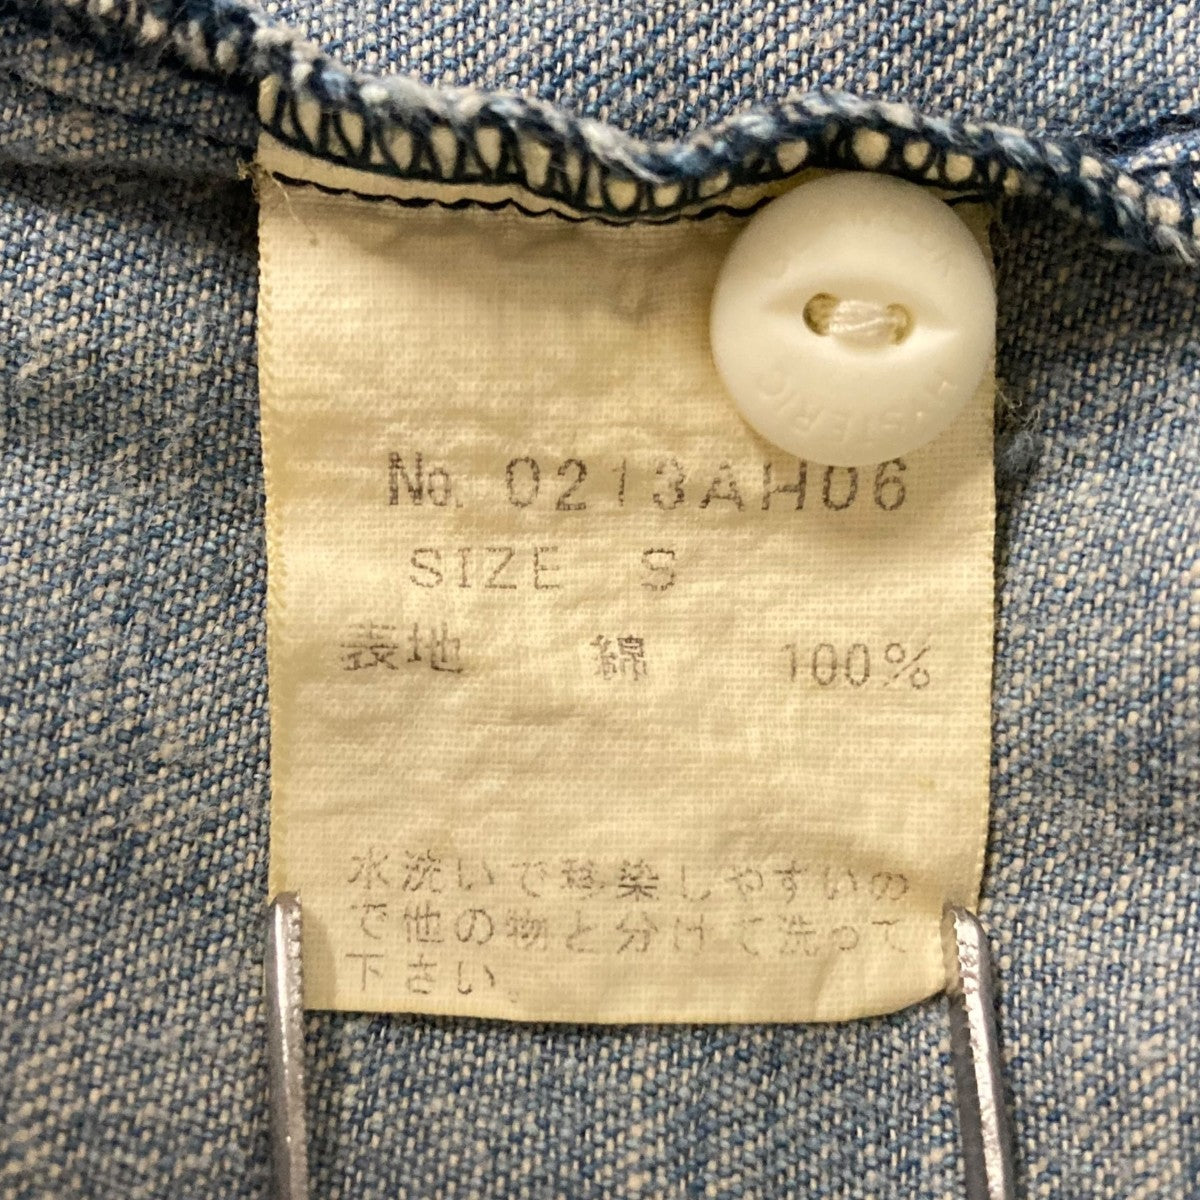 HYSTERIC
No. 0213AH06
SIZE S
表地 綿 100%
水洗いで移染しやすいの
で他の物と分けて洗って
下さい。